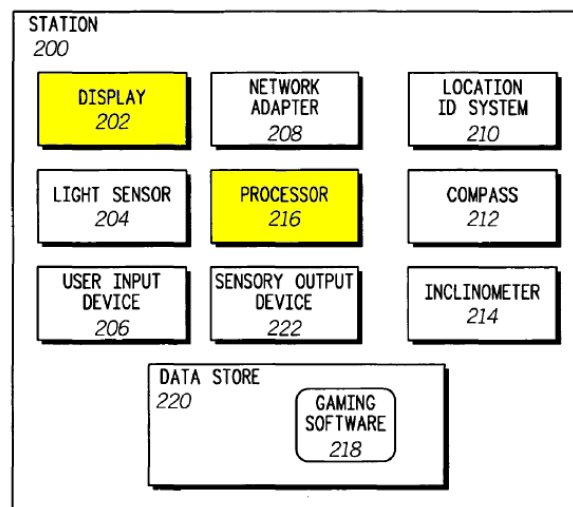 STATION
200
DISPLAY
202
NETWORK
ADAPTER
208
LOCATION
ID SYSTEM
210
LIGHT SENSOR
204
PROCESSOR
216
COMPASS
212
USER INPUT
DEVICE
206
SENSORY OUTPUT
DEVICE
222
INCLINOMETER
214
DATA STORE
220
GAMING
SOFTWARE
218